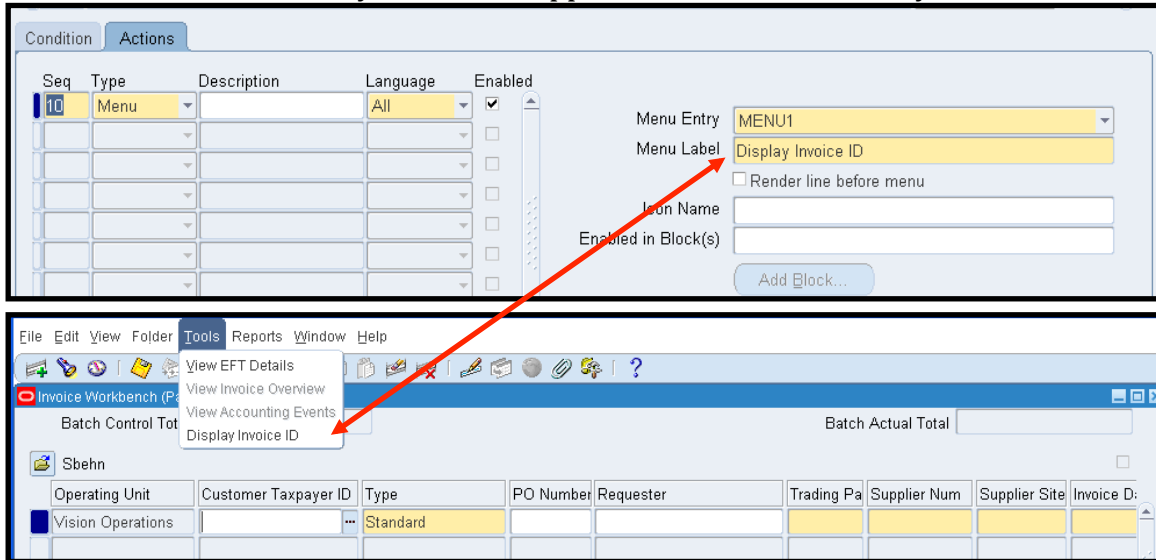 Condition Actions
Seq Type Description Language Enabled
10 Menu All
Menu Entry MENU1
Menu Label Display Invoice ID
Render line before menu
Icon Name
Enabled in Block(s)
Add Block...
File Edit View Folder Tools Reports Window Help
View EFT Details
View Invoice Overview
Invoice Workbench (Pa
View Accounting Events
Batch Control Tot
Batch Actual Total
Display Invoice ID
Sbehn
Operating Unit Customer Taxpayer ID Type PO Number Requester Trading Pa Supplier Num Supplier Site Invoice Da
Vision Operations Standard